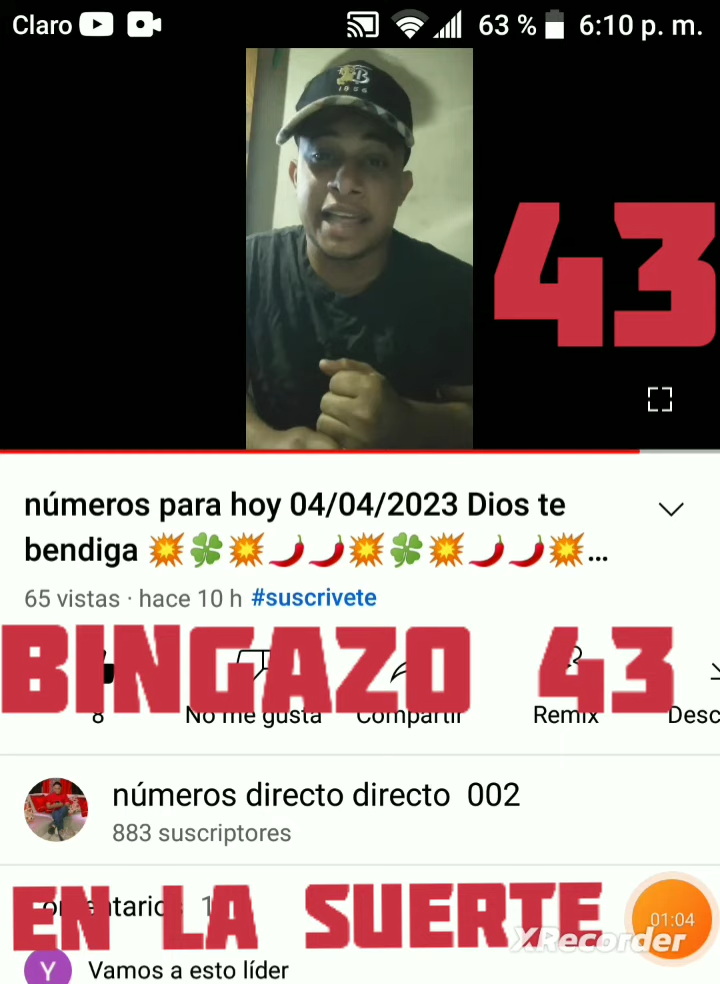 Claro 63 % 6:10 p. m.
B
1986
43
números para hoy 04/04/2023 Dios te
bendiga 💥🍀💥🌶🌶💥🍀💥🌶🌶💥...
65 vistas · hace 10 h #suscrivete
BINGAZO 43
8 No me gusta Compartir Remix Desc
números directo directo 002
883 suscriptores
EN LA SUERTE
01:04
XRecorder
Y Vamos a esto líder